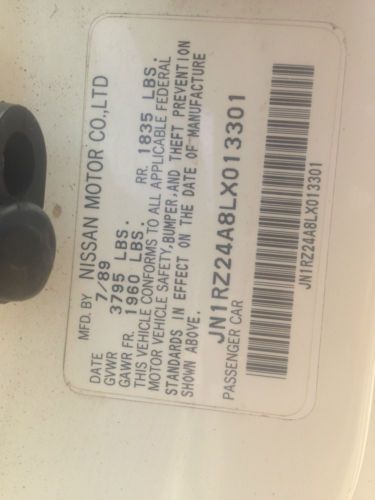 MFD. BY NISSAN MOTOR CO.,LTD
DATE 7/89
GVWR 3795 LBS.
GAWR FR. 1960 LBS. RR. 1835 LBS.
THIS VEHICLE CONFORMS TO ALL APPLICABLE FEDERAL
MOTOR VEHICLE SAFETY, BUMPER, AND THEFT PREVENTION
STANDARDS IN EFFECT ON THE DATE OF MANUFACTURE
SHOWN ABOVE.
JN1RZ24A8LX013301
PASSENGER CAR
JN1RZ24A8LX013301